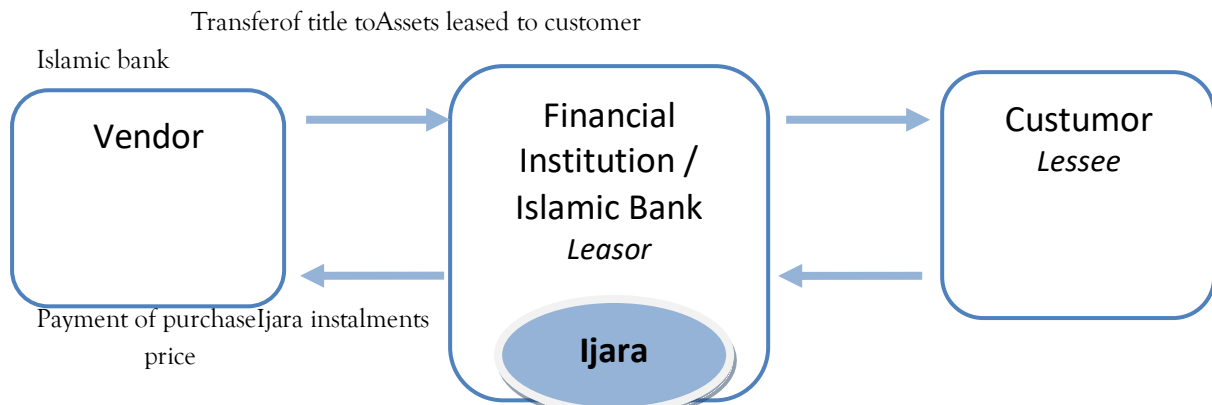 Transferof title toAssets leased to customer
Islamic bank
Vendor
Financial
Institution /
Islamic Bank
Leasor
Ijara
Custumor
Lessee
Payment of purchaseIjara instalments
price